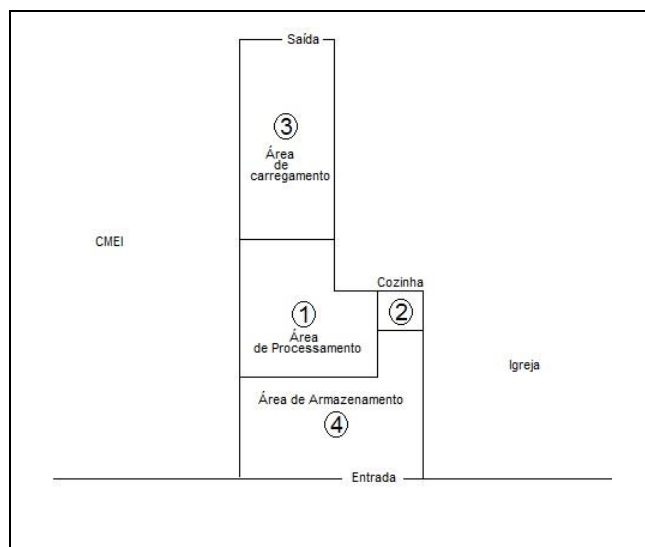 Saída
3
Área
de
carregamento
CMEI
Cozinha
1
2
Área
de Processamento
Igreja
Área de Armazenamento
4
Entrada